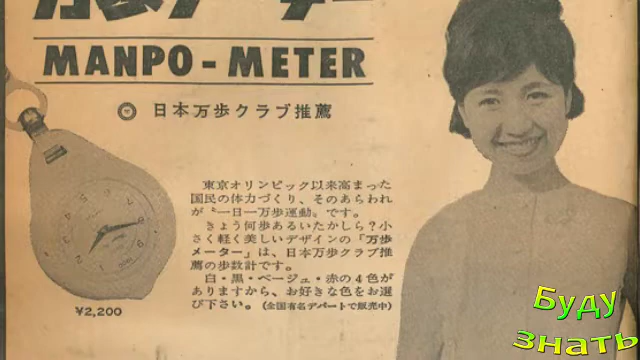 MANPO-METER
日本万歩クラブ推薦
東京オリンピック以来高まった
国民の体力づくり、そのあらわれ
が〝一日一万歩運動〟です。
きょう何歩あるいたかしら?小
さく軽く美しいデザインの「万歩
メーター」は、日本万歩クラブ推
薦の歩数計です。
白・黒・ベージュ・赤の4色が
ありますから、お好きな色をお選
び下さい。(全国有名デパートで販売中)
¥2,200
Буду
знать